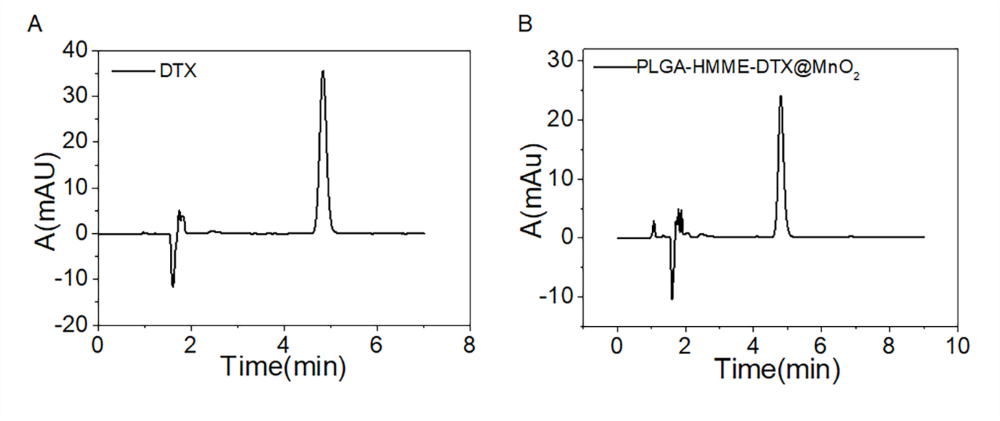 A
40
30
20
10
0
-10
-20
A(mAU)
DTX
0 2 4 6 8
Time(min)
B
30
20
10
0
-10
A(mAu)
PLGA-HMME-DTX@MnO₂
0 2 4 6 8 10
Time(min)